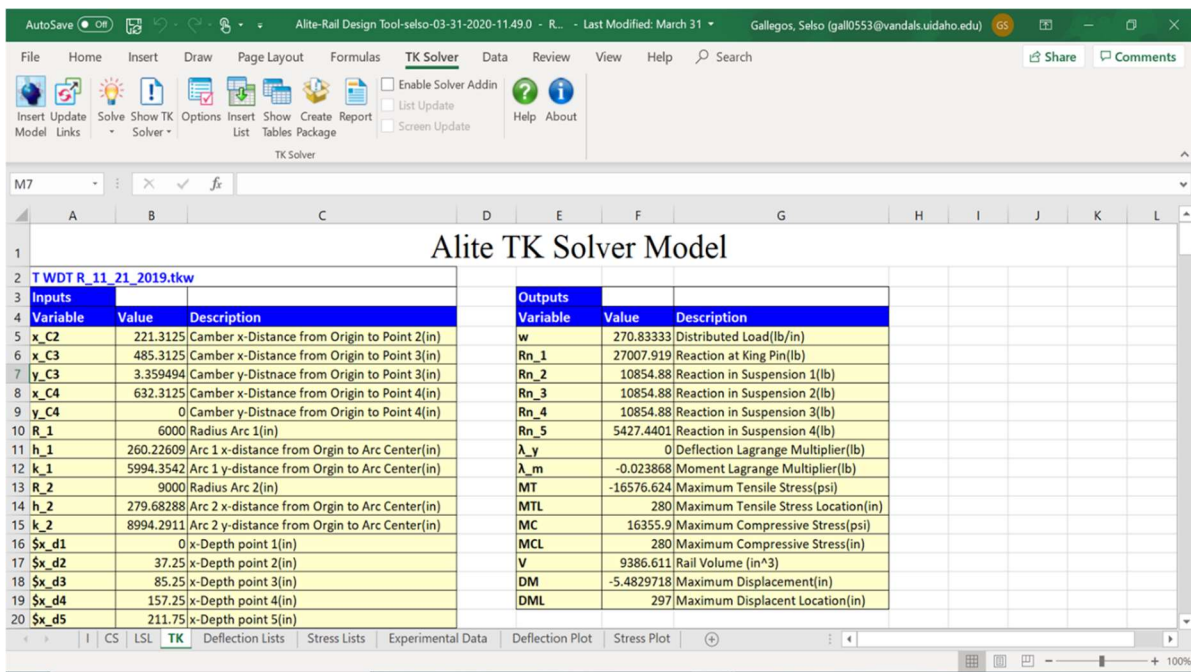 AutoSave Off Alite-Rail Design Tool-selso-03-31-2020-11.49.0 - R... - Last Modified: March 31 Gallegos, Selso (gall0553@vandals.uidaho.edu) GS
File Home Insert Draw Page Layout Formulas TK Solver Data Review View Help Search Share Comments
Insert Model
Update Links
Solve
Show TK Solver
Options
Insert List
Show Tables
Create Package
Report
Enable Solver Addin
List Update
Screen Update
Help
About
TK Solver
M7 fx
A B C D E F G H I J K L
1 Alite TK Solver Model
2 T WDT R_11_21_2019.tkw
3 Inputs Outputs
4 Variable Value Description Variable Value Description
5 x_C2 221.3125 Camber x-Distance from Origin to Point 2(in) w 270.83333 Distributed Load(lb/in)
6 x_C3 485.3125 Camber x-Distance from Origin to Point 3(in) Rn_1 27007.919 Reaction at King Pin(lb)
7 y_C3 3.359494 Camber y-Distance from Origin to Point 3(in) Rn_2 10854.88 Reaction in Suspension 1(lb)
8 x_C4 632.3125 Camber x-Distance from Origin to Point 4(in) Rn_3 10854.88 Reaction in Suspension 2(lb)
9 y_C4 0 Camber y-Distnace from Origin to Point 4(in) Rn_4 10854.88 Reaction in Suspension 3(lb)
10 R_1 6000 Radius Arc 1(in) Rn_5 5427.4401 Reaction in Suspension 4(lb)
11 h_1 260.22609 Arc 1 x-distance from Orgin to Arc Center(in) λ_y 0 Deflection Lagrange Multiplier(lb)
12 k_1 5994.3542 Arc 1 y-distance from Orgin to Arc Center(in) λ_m -0.023868 Moment Lagrange Multiplier(lb)
13 R_2 9000 Radius Arc 2(in) MT -16576.624 Maximum Tensile Stress(psi)
14 h_2 279.68288 Arc 2 x-distance from Orgin to Arc Center(in) MTL 280 Maximum Tensile Stress Location(in)
15 k_2 8994.2911 Arc 2 y-distance from Orgin to Arc Center(in) MC 16355.9 Maximum Compressive Stress(psi)
16 $x_d1 0 x-Depth point 1(in) MCL 280 Maximum Compressive Stress(in)
17 $x_d2 37.25 x-Depth point 2(in) V 9386.611 Rail Volume (in^3)
18 $x_d3 85.25 x-Depth point 3(in) DM -5.4829718 Maximum Displacement(in)
19 $x_d4 157.25 x-Depth point 4(in) DML 297 Maximum Displacent Location(in)
20 $x_d5 211.75 x-Depth point 5(in)
I CS LSL TK Deflection Lists Stress Lists Experimental Data Deflection Plot Stress Plot
100%